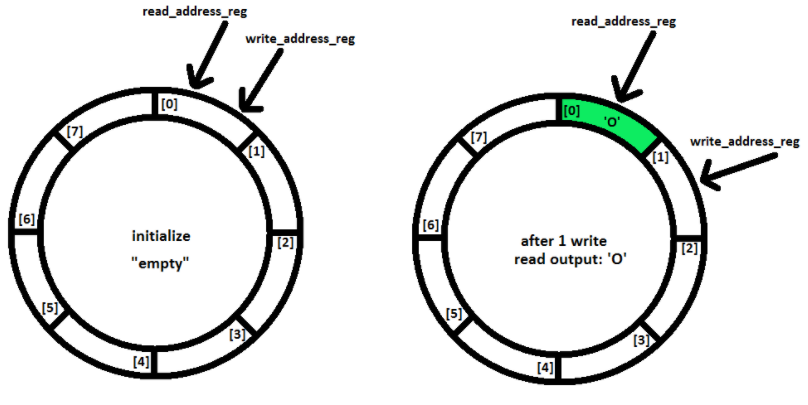 read_address_reg
write_address_reg
[0]
[1]
[2]
[3]
[4]
[5]
[6]
[7]
initialize
"empty"
read_address_reg
write_address_reg
[0]
'O'
[1]
[2]
[3]
[4]
[5]
[6]
[7]
after 1 write
read output: 'O'